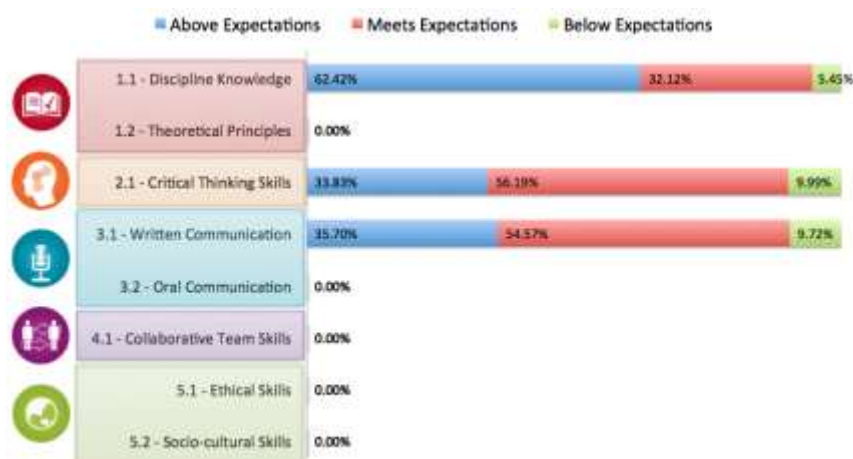 Above Expectations Meets Expectations Below Expectations
1.1 - Discipline Knowledge 62.42% 32.12% 5.45%
1.2 - Theoretical Principles 0.00%
2.1 - Critical Thinking Skills 33.83% 56.19% 9.99%
3.1 - Written Communication 35.70% 54.57% 9.72%
3.2 - Oral Communication 0.00%
4.1 - Collaborative Team Skills 0.00%
5.1 - Ethical Skills 0.00%
5.2 - Socio-cultural Skills 0.00%